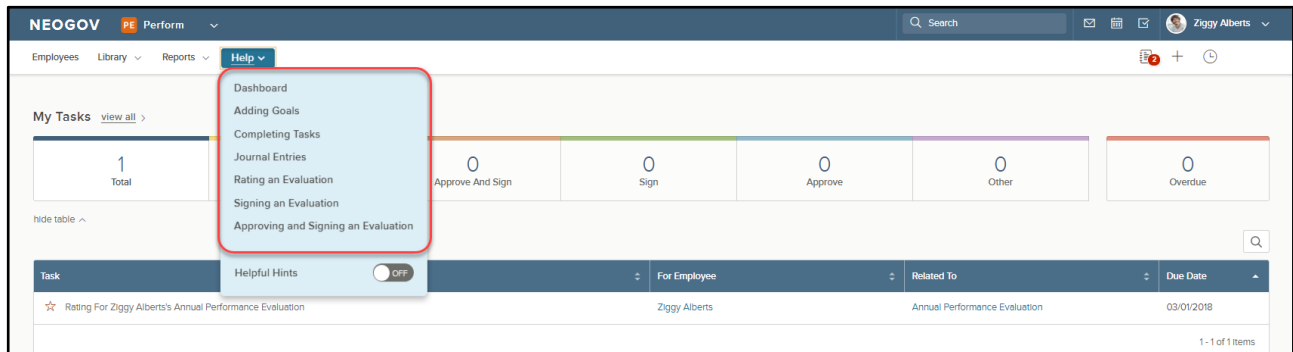 NEOGOV PE Perform Search Ziggy Alberts
Employees Library Reports Help 2
Dashboard
Adding Goals
Completing Tasks
Journal Entries
Rating an Evaluation
Signing an Evaluation
Approving and Signing an Evaluation
Helpful Hints OFF
My Tasks view all >
1 0 0 0 0 0
Total Approve And Sign Sign Approve Other Overdue
hide table
Task For Employee Related To Due Date
Rating For Ziggy Alberts's Annual Performance Evaluation Ziggy Alberts Annual Performance Evaluation 03/01/2018
1 - 1 of 1 items